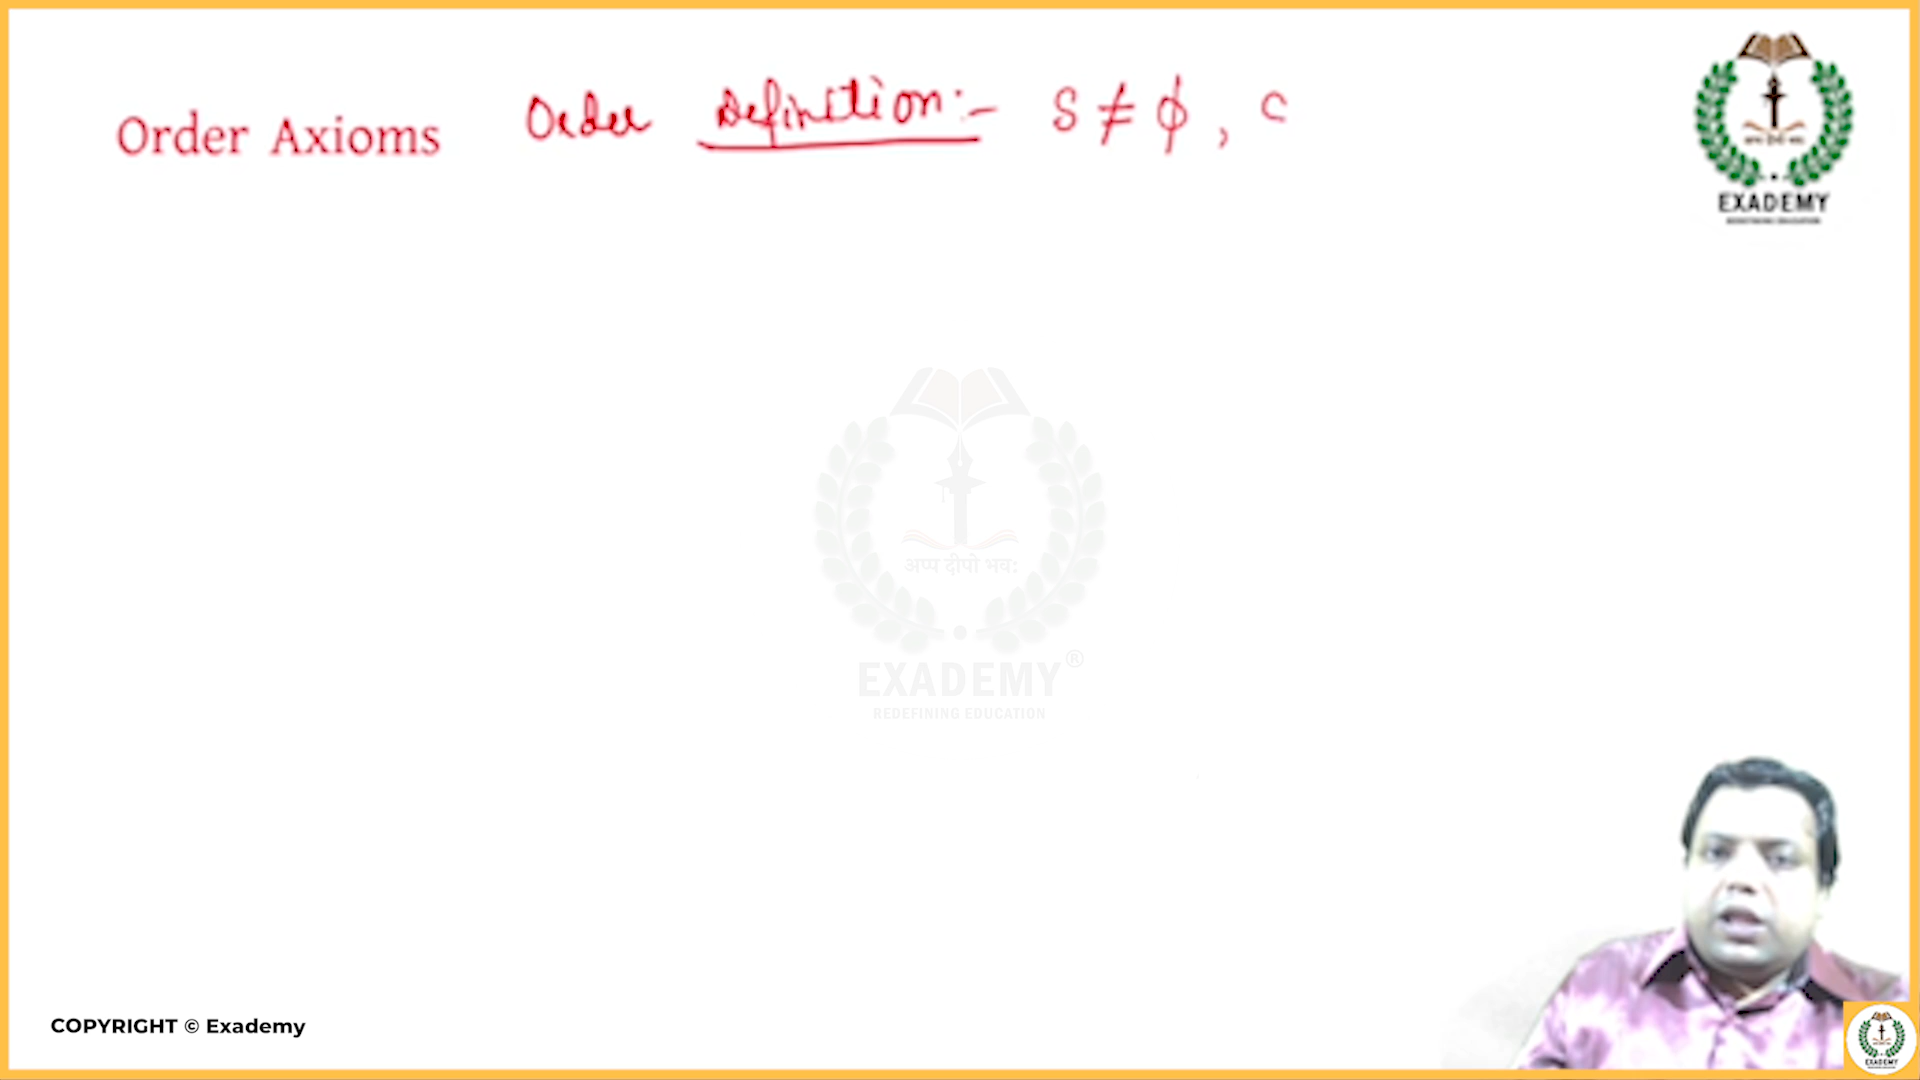 Order Axioms Order Definition:- S ≠ ϕ , S
EXADEMY
अप्प दीपो भव:
EXADEMY®
REDEFINING EDUCATION
COPYRIGHT © Exademy